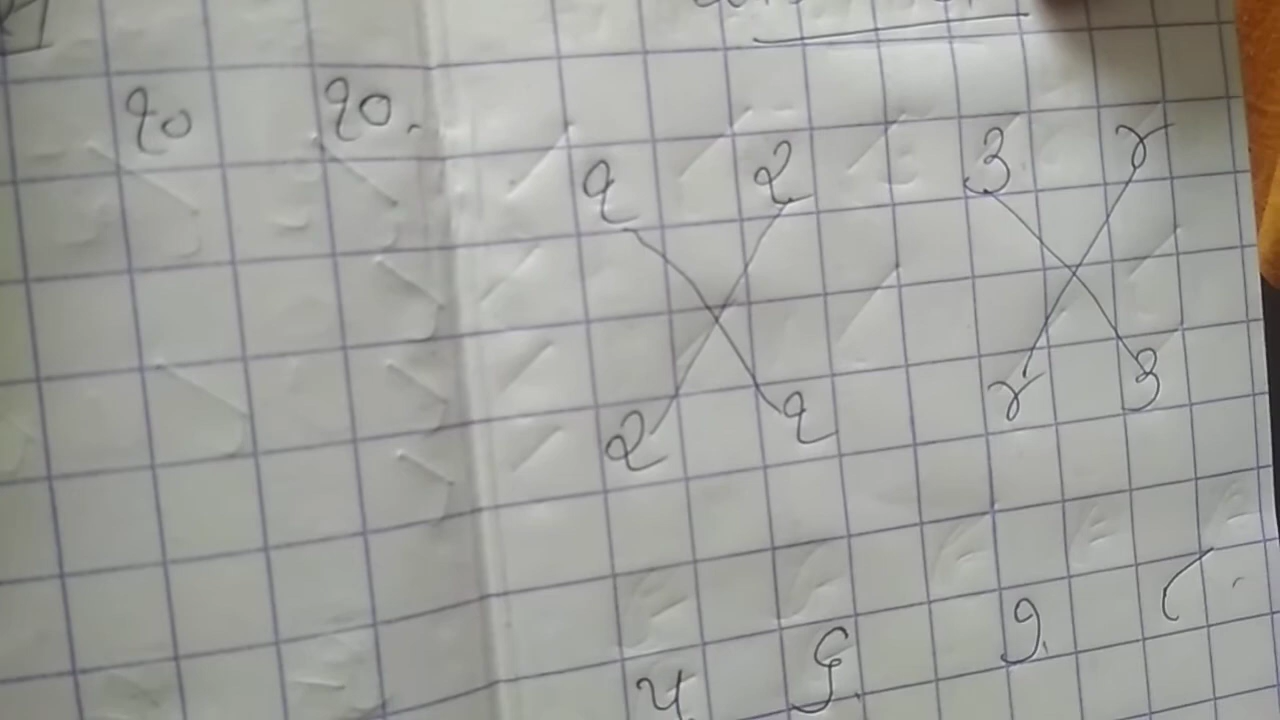 ૧૦ ૧૦.
૧ ૨ ૩ ૪
૨ ૧ ૪ ૩
૫ ૬ ૭ ૮